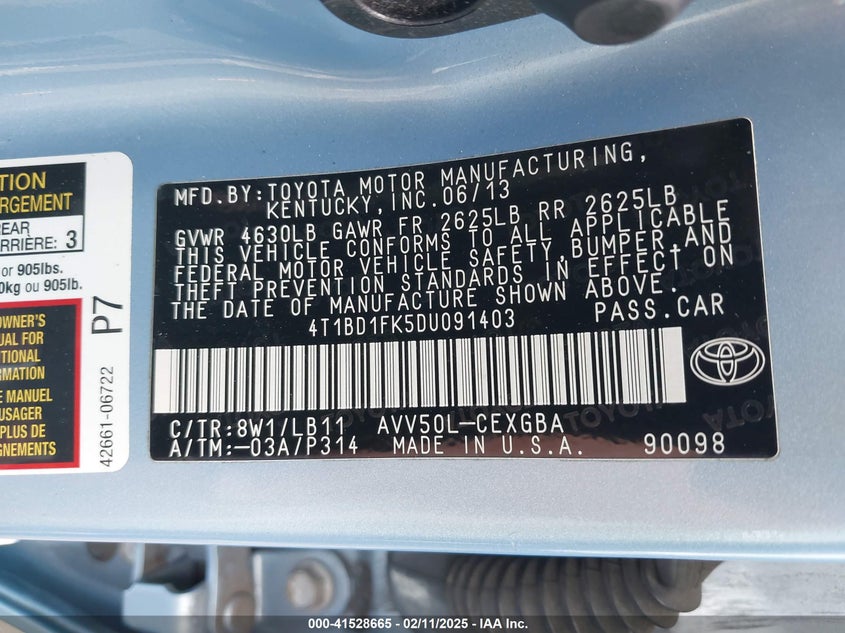 TION
RGEMENT
REAR
ARRIÈRE: 3
or 905lbs.
0kg ou 905lb.
OWNER'S
UAL FOR
ITIONAL
RMATION
E MANUEL
USAGER
PLUS DE
GNEMENTS
42661-06722
P7
MFD.BY:TOYOTA MOTOR MANUFACTURING,
KENTUCKY, INC.06/13
GVWR 4630LB GAWR FR 2625LB RR 2625LB
THIS VEHICLE CONFORMS TO ALL APPLICABLE
FEDERAL MOTOR VEHICLE SAFETY,BUMPER,AND
THEFT PREVENTION STANDARDS IN EFFECT ON
THE DATE OF MANUFACTURE SHOWN ABOVE.
4T1BD1FK5DU091403 PASS.CAR
C/TR:8W1/LB11 AVV50L-CEXGBA
A/TM:-03A/P314 MADE IN U.S.A. 90098
000-41528665 - 02/11/2025 - IAA Inc.